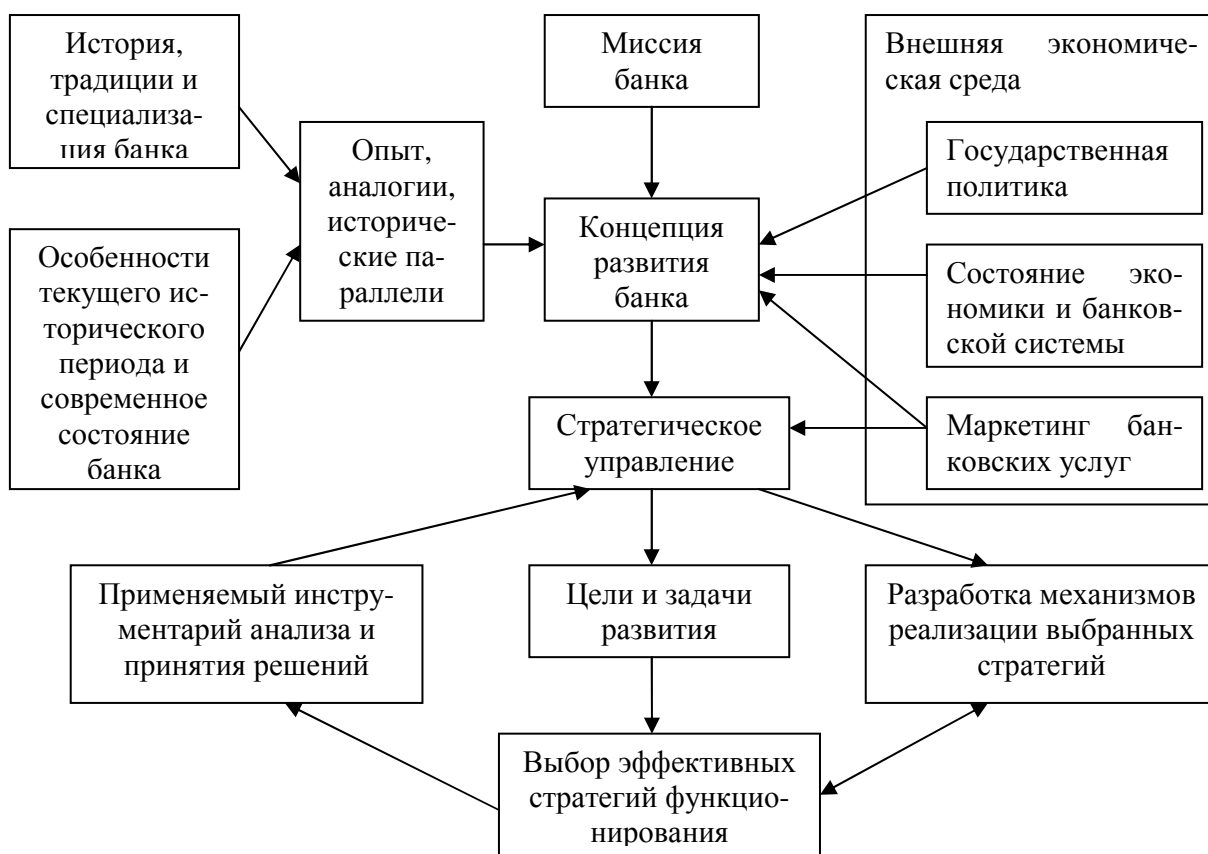 История,
традиции и
специализа-
ция банка
Миссия
банка
Внешняя экономиче-
ская среда
Опыт,
аналогии,
историче-
ские па-
раллели
Государственная
политика
Концепция
развития
банка
Особенности
текущего ис-
торического
периода и
современное
состояние
банка
Состояние эко-
номики и банков-
ской системы
Стратегическое
управление
Маркетинг бан-
ковских услуг
Применяемый инстру-
ментарий анализа и
принятия решений
Цели и задачи
развития
Разработка механизмов
реализации выбранных
стратегий
Выбор эффективных
стратегий функцио-
нирования